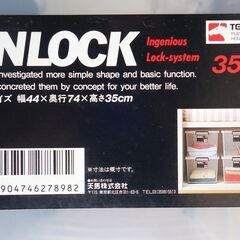 NLOCK
Ingenious
Lock-system
35
nvestigated more simple shape and basic function.
concreted them by concept for your better life.
イズ 幅44×奥行74×高さ35cm
※寸法は概寸です。
904746278982
天馬株式会社